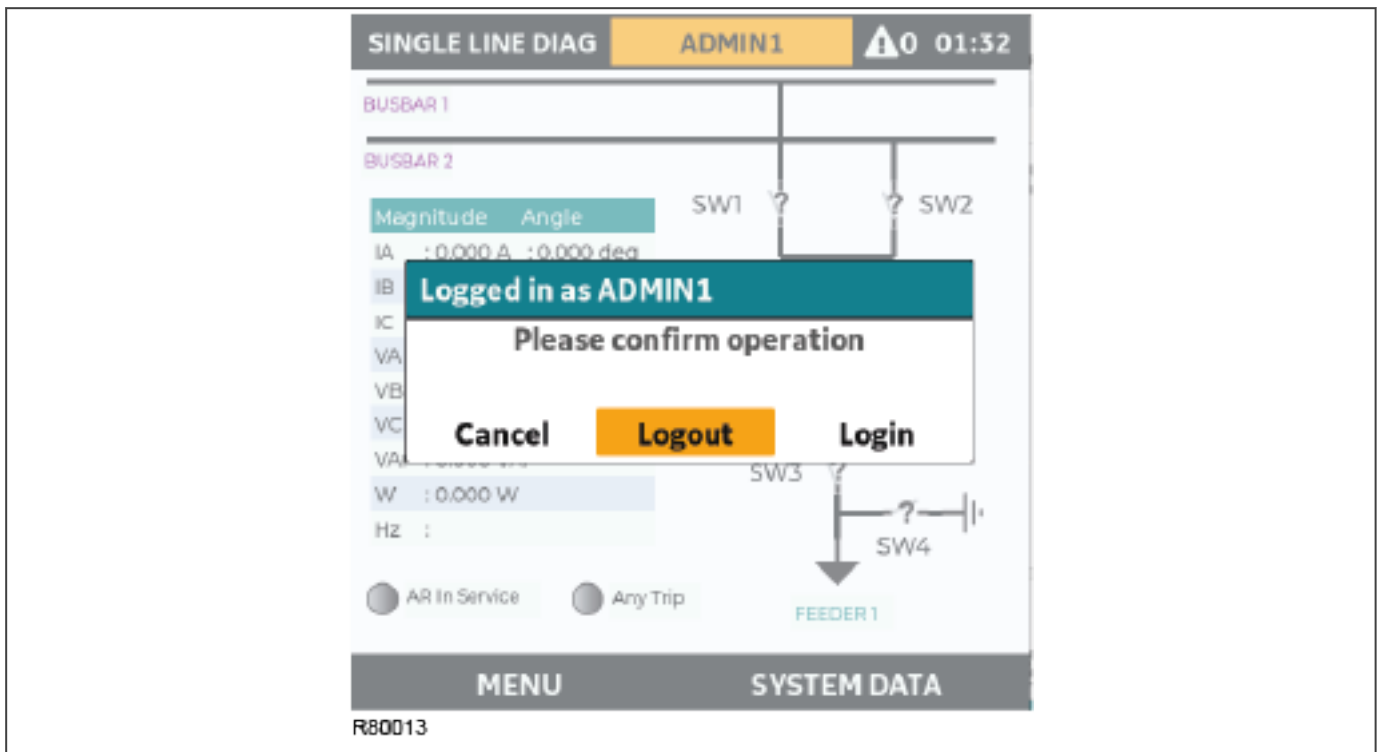 SINGLE LINE DIAG ADMIN1 0 01:32
BUSBAR 1
BUSBAR 2
SW1 ? ? SW2
Magnitude Angle
IA : 0.000 A : 0.000 deg
IB
IC
VA
VB
VC
Logged in as ADMIN1
Please confirm operation
Cancel Logout Login
SW3 ?
W : 0.000 W
Hz :
?
SW4
AR In Service Any Trip
FEEDER 1
MENU SYSTEM DATA
R80013